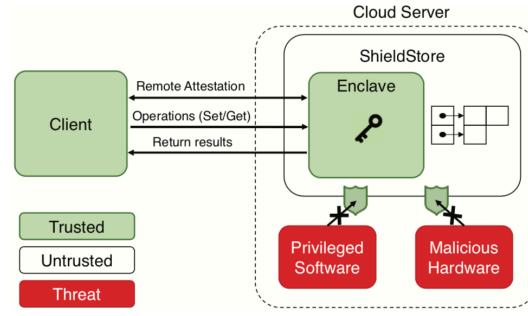 Cloud Server
ShieldStore
Client
Remote Attestation
Operations (Set/Get)
Return results
Enclave
Trusted
Untrusted
Threat
Privileged
Software
Malicious
Hardware